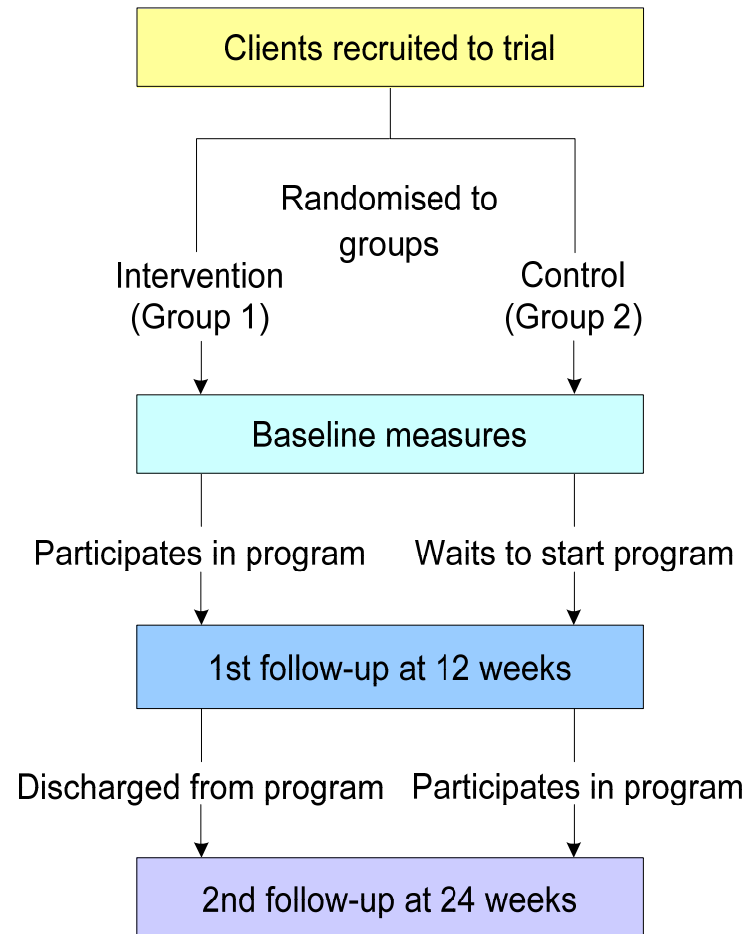 Clients recruited to trial
Randomised to
groups
Intervention
(Group 1)
Control
(Group 2)
Baseline measures
Participates in program
Waits to start program
1st follow-up at 12 weeks
Discharged from program
Participates in program
2nd follow-up at 24 weeks